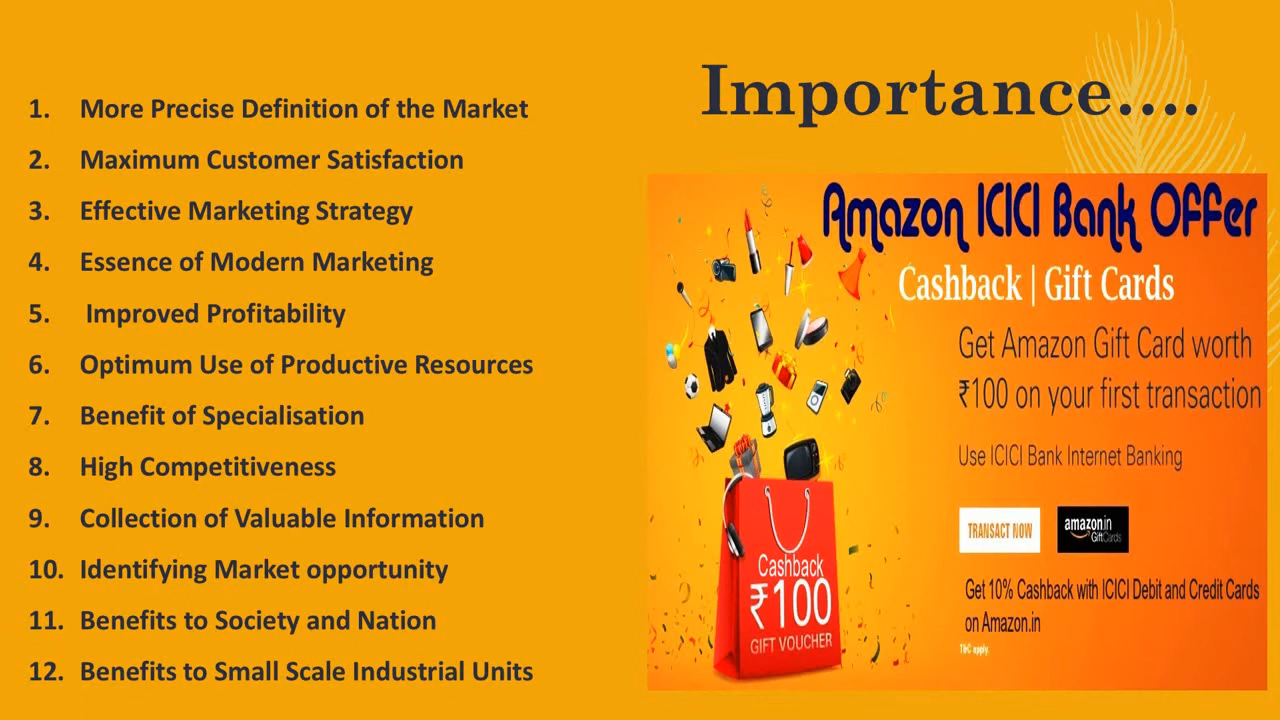 Importance....
1. More Precise Definition of the Market
2. Maximum Customer Satisfaction
3. Effective Marketing Strategy
4. Essence of Modern Marketing
5. Improved Profitability
6. Optimum Use of Productive Resources
7. Benefit of Specialisation
8. High Competitiveness
9. Collection of Valuable Information
10. Identifying Market opportunity
11. Benefits to Society and Nation
12. Benefits to Small Scale Industrial Units
Amazon ICICI Bank Offer
Cashback | Gift Cards
Get Amazon Gift Card worth
₹100 on your first transaction
Use ICICI Bank Internet Banking
TRANSACT NOW
amazon.in
GiftCards
Get 10% Cashback with ICICI Debit and Credit Cards
on Amazon.in
T&C apply.
Cashback
₹100
GIFT VOUCHER